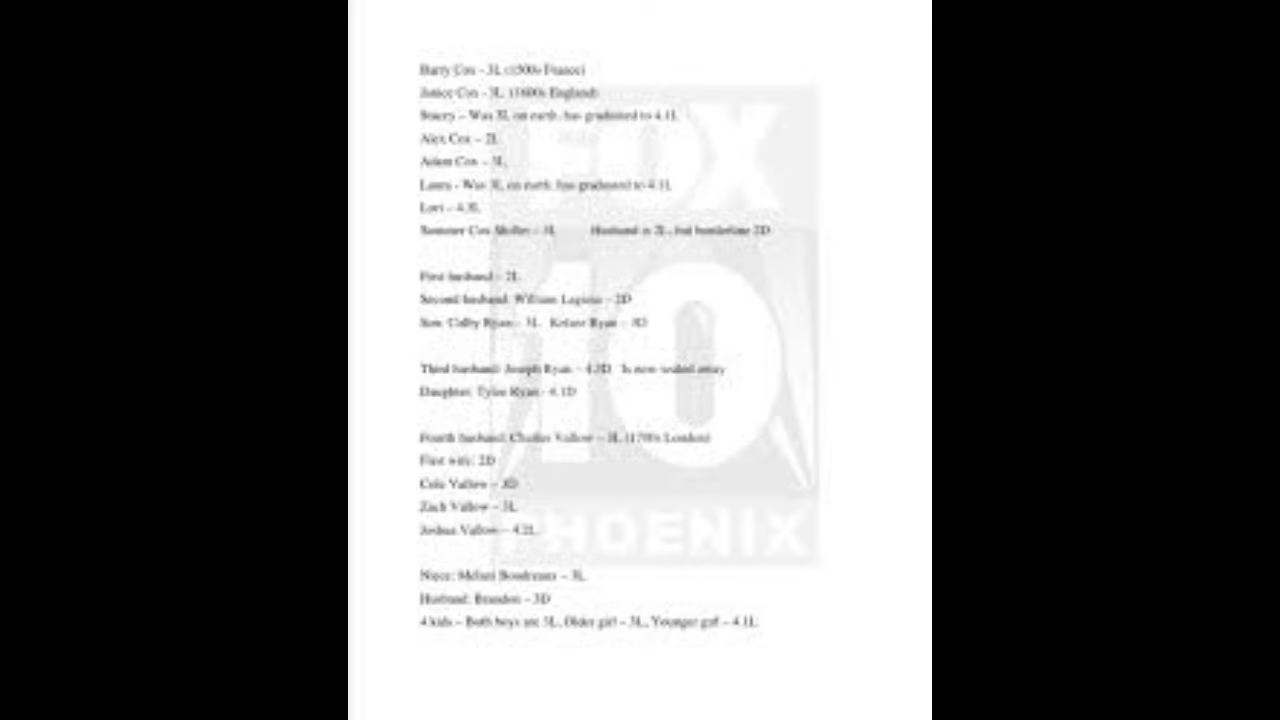 Barry Cox - 3L (1500s France)
Janice Cox - 3L (1600s England)
Stacey – Was 3L on earth, has graduated to 4.1L
Alex Cox – 2L
Adam Cox – 3L
Laura - Was 3L on earth, has graduated to 4.1L
Lori – 4.3L
Summer Cox Shiflet – 3L Husband is 2L, but borderline 2D
First husband – 2L
Second husband: William Lagioia – 2D
Son: Colby Ryan – 3L Kelsee Ryan – 3D
Third husband: Joseph Ryan – Is now sealed away
Daughter: Tylee Ryan - 4.1D
Fourth husband: Charles Vallow – 3L (1700s London)
First wife: 2D
Cole Vallow – 3D
Zach Vallow – 3L
Joshua Vallow – 4.2L
Niece: Melani Boudreaux – 3L
Husband: Brandon – 3D
4 kids – Both boys are 3L, Older girl – 3L, Younger girl – 4.1L
FOX
10
PHOENIX